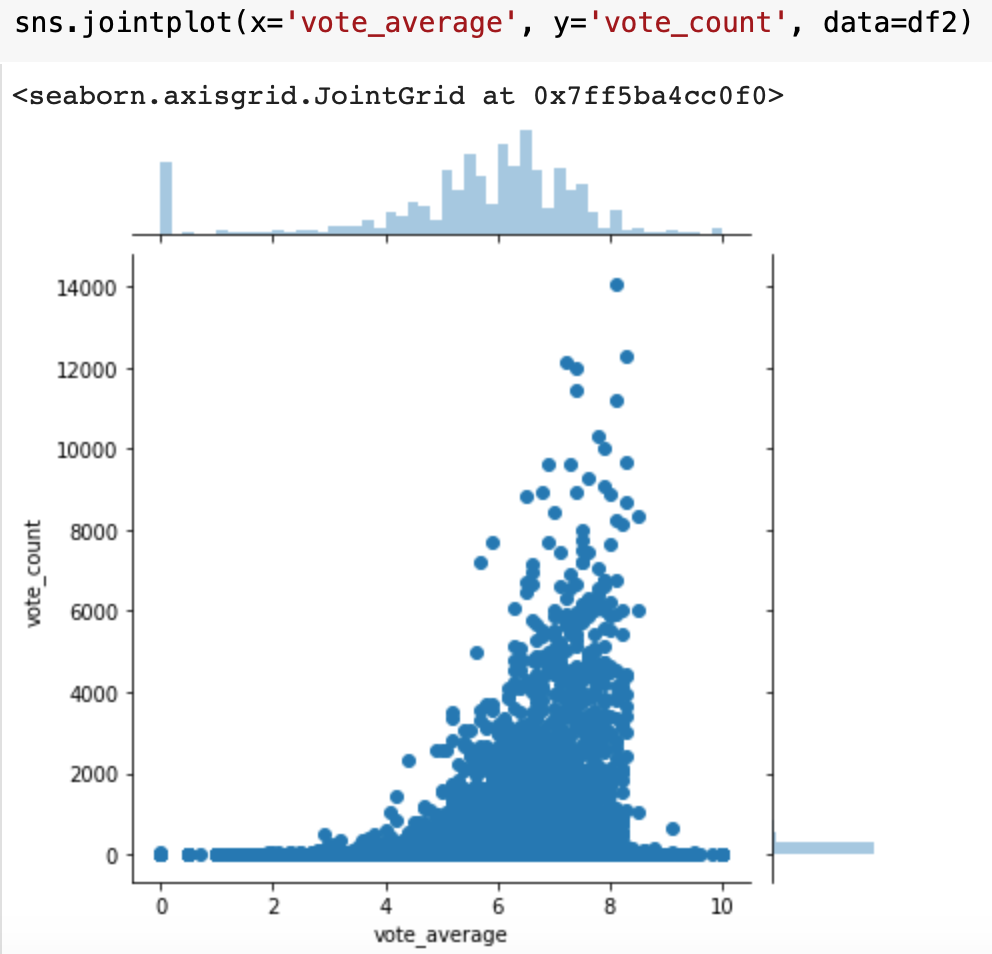 sns.jointplot(x='vote_average', y='vote_count', data=df2)
<seaborn.axisgrid.JointGrid at 0x7ff5ba4cc0f0>
14000
12000
10000
8000
6000
4000
2000
0
vote_count
0 2 4 6 8 10
vote_average